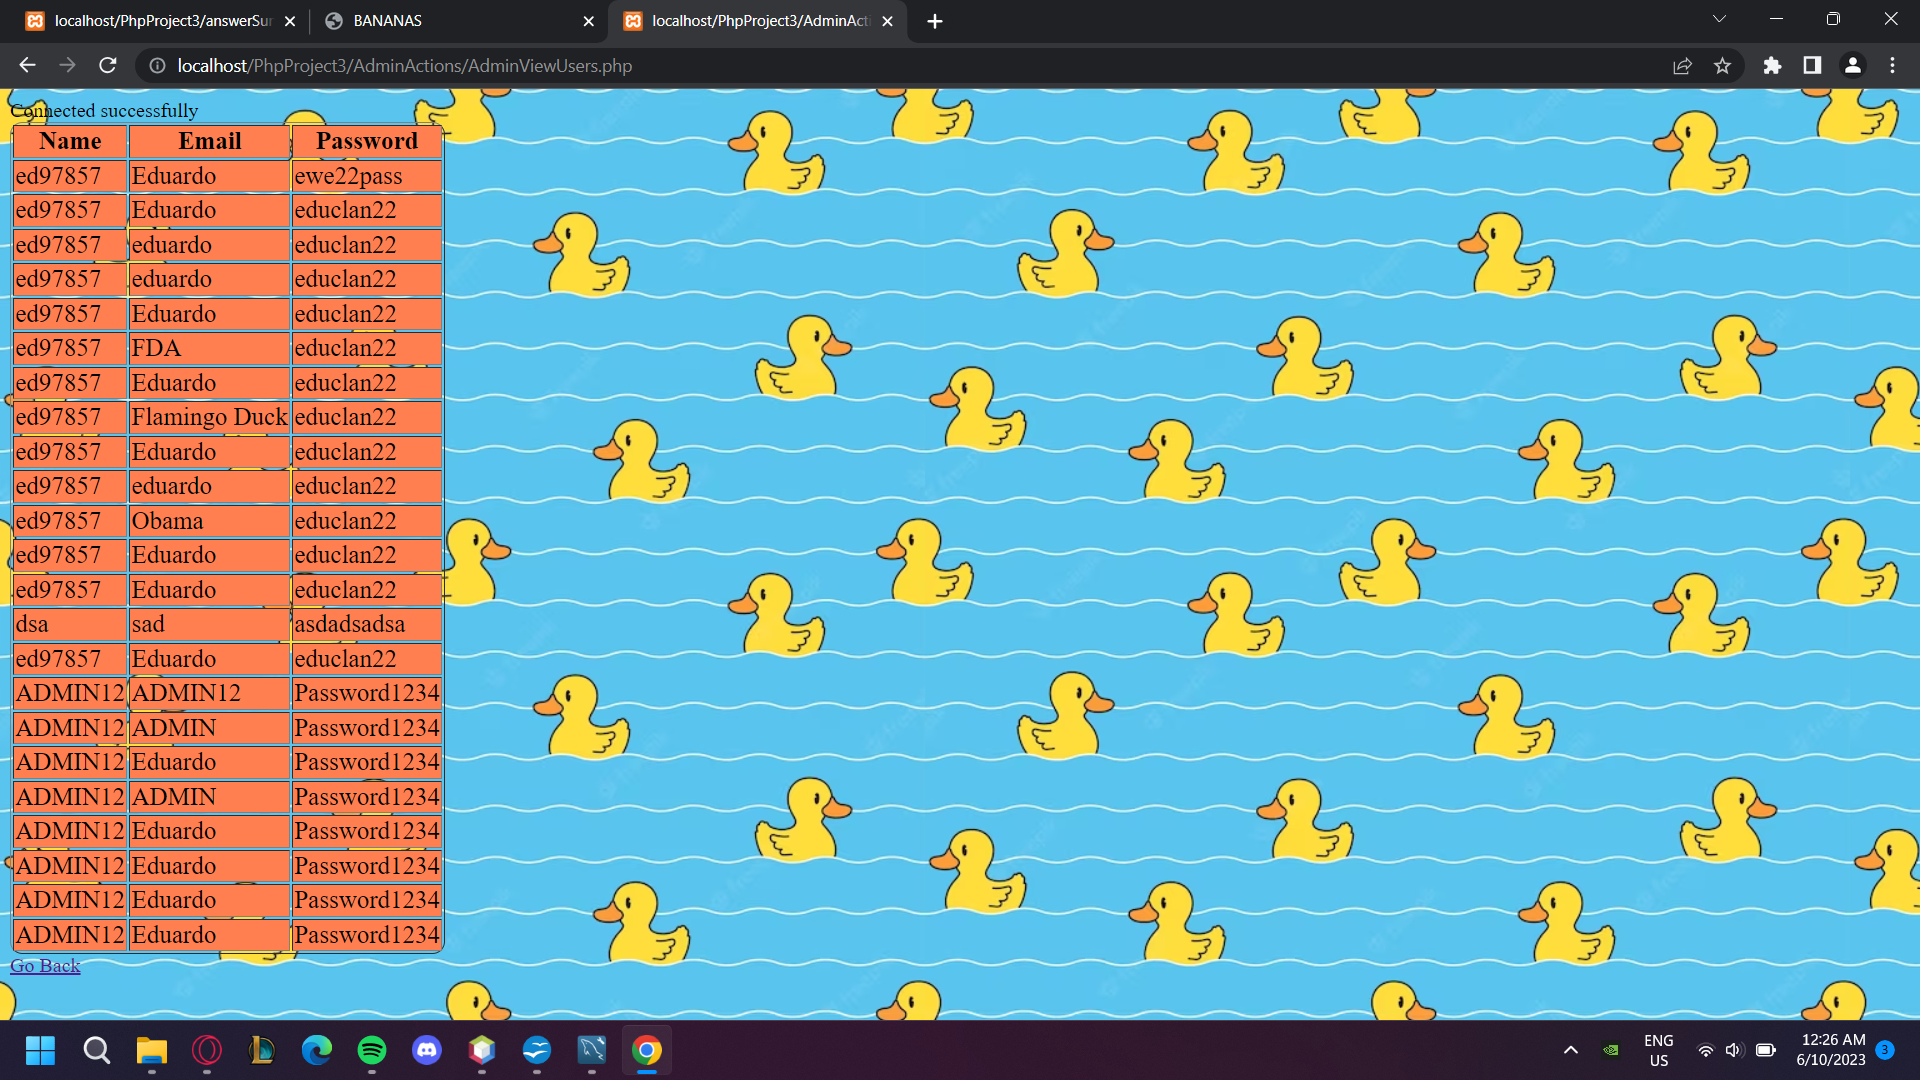 localhost/PhpProject3/answerSur
BANANAS
localhost/PhpProject3/AdminActi
localhost/PhpProject3/AdminActions/AdminViewUsers.php
Connected successfully
Name Email Password
ed97857 Eduardo ewe22pass
ed97857 Eduardo educlan22
ed97857 eduardo educlan22
ed97857 eduardo educlan22
ed97857 Eduardo educlan22
ed97857 FDA educlan22
ed97857 Eduardo educlan22
ed97857 Flamingo Duck educlan22
ed97857 Eduardo educlan22
ed97857 eduardo educlan22
ed97857 Obama educlan22
ed97857 Eduardo educlan22
ed97857 Eduardo educlan22
dsa sad asdadsadsa
ed97857 Eduardo educlan22
ADMIN12 ADMIN12 Password1234
ADMIN12 ADMIN Password1234
ADMIN12 Eduardo Password1234
ADMIN12 ADMIN Password1234
ADMIN12 Eduardo Password1234
ADMIN12 Eduardo Password1234
ADMIN12 Eduardo Password1234
ADMIN12 Eduardo Password1234
Go Back
ENG
US
12:26 AM
6/10/2023
3